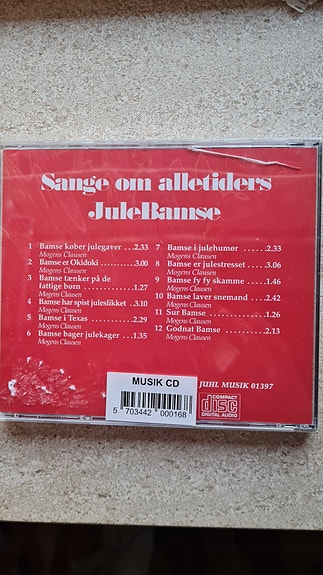 Sange om alletiders
JuleBamse
1 Bamse køber julegaver ...2.33
Mogens Clausen
2 Bamse er Okidoki ..........3.00
Mogens Clausen
3 Bamse tænker på de
fattige børn ................1.27
Mogens Clausen
4 Bamse har spist juleslikket ..3.10
Mogens Clausen
5 Bamse i Texas ..............2.29
Mogens Clausen
6 Bamse bager julekager ...1.35
Mogens Clausen
7 Bamse i julehumør .........2.33
Mogens Clausen
8 Bamse er julestresset .....3.06
Mogens Clausen
9 Bamse fy fy skamme .....1.46
Mogens Clausen
10 Bamse laver snemand ....2.42
Mogens Clausen
11 Sur Bamse .................1.26
Mogens Clausen
12 Godnat Bamse ............2.13
Mogens Clausen
JUHL MUSIK 01397
MUSIK CD
5 703442 000168
COMPACT
disc
DIGITAL AUDIO